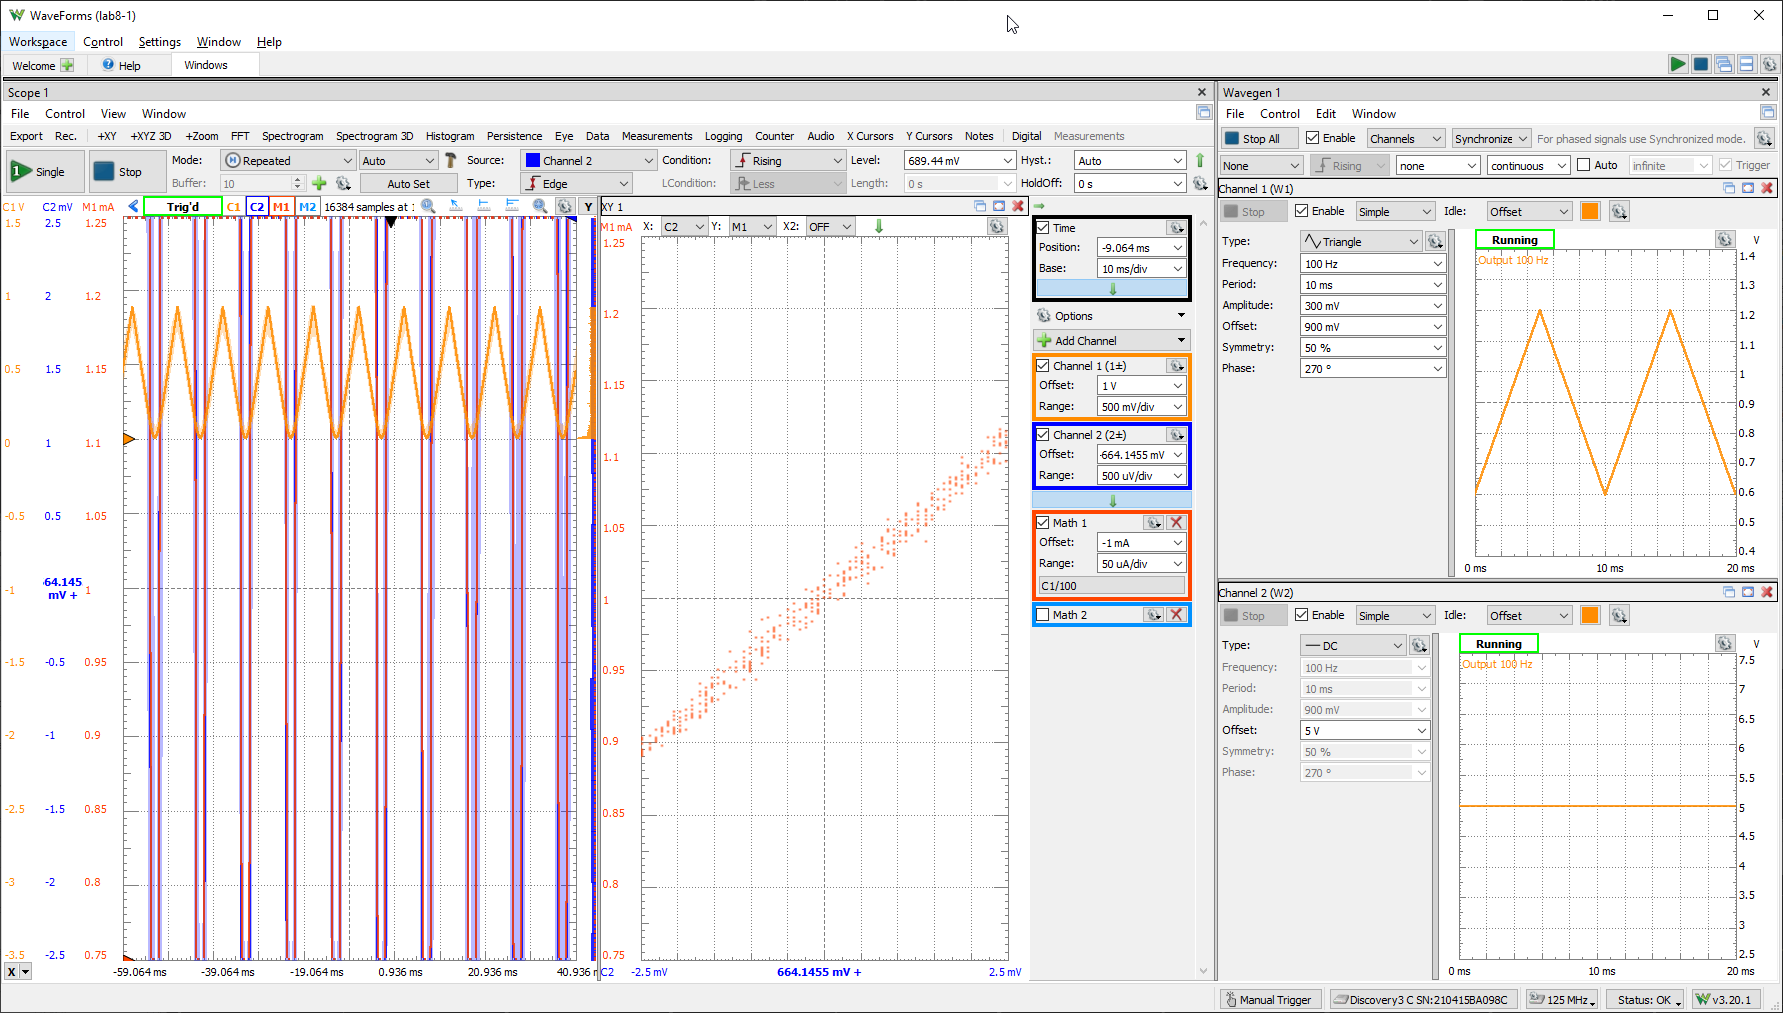 WaveForms (lab8-1)
Workspace Control Settings Window Help
Welcome Help Windows
Scope 1
File Control View Window
Export Rec. +XY +XYZ 3D +Zoom FFT Spectrogram Spectrogram 3D Histogram Persistence Eye Data Measurements Logging Counter Audio X Cursors Y Cursors Notes Digital Measurements
Single Stop Mode: Repeated Auto Source: Channel 2 Condition: Rising Level: 689.44 mV Hyst.: Auto
Buffer: 10 Auto Set Type: Edge LCondition: Less Length: 0 s HoldOff: 0 s
C1 V C2 mV M1 mA Trig'd C1 C2 M1 M2 16384 samples at Y
1.5 2.5 1.25
1 2 1.2
0.5 1.5 1.15
0 1 1.1
-0.5 0.5 1.05
-1 64.145 mV + 1
-1.5 -0.5 0.95
-2 -1 0.9
-2.5 -1.5 0.85
-3 -2 0.8
-3.5 -2.5 0.75
X -59.064 ms -39.064 ms -19.064 ms 0.936 ms 20.936 ms 40.936
XY 1
M1 mA X: C2 Y: M1 X2: OFF
1.25
1.2
1.15
1.1
1.05
1
0.95
0.9
0.85
0.8
0.75
C2 -2.5 mV 664.1455 mV + 2.5 mV
Time
Position: -9.064 ms
Base: 10 ms/div
Options
Add Channel
Channel 1 (1±)
Offset: 1 V
Range: 500 mV/div
Channel 2 (2±)
Offset: -664.1455 mV
Range: 500 uV/div
Math 1
Offset: -1 mA
Range: 50 uA/div
C1/100
Math 2
Wavegen 1
File Control Edit Window
Stop All Enable Channels Synchronize For phased signals use Synchronized mode.
None Rising none continuous Auto infinite Trigger
Channel 1 (W1)
Stop Enable Simple Idle: Offset
Type: Triangle
Frequency: 100 Hz
Period: 10 ms
Amplitude: 300 mV
Offset: 900 mV
Symmetry: 50 %
Phase: 270 °
Running V
Output 100 Hz
1.4
1.3
1.2
1.1
1
0.9
0.8
0.7
0.6
0.5
0.4
0 ms 10 ms 20 ms
Channel 2 (W2)
Stop Enable Simple Idle: Offset
Type: DC
Frequency: 100 Hz
Period: 10 ms
Amplitude: 900 mV
Offset: 5 V
Symmetry: 50 %
Phase: 270 °
Running V
Output 100 Hz
7.5
7
6.5
6
5.5
5
4.5
4
3.5
3
2.5
0 ms 10 ms 20 ms
Manual Trigger Discovery3 C SN:210415BA098C 125 MHz Status: OK v3.20.1